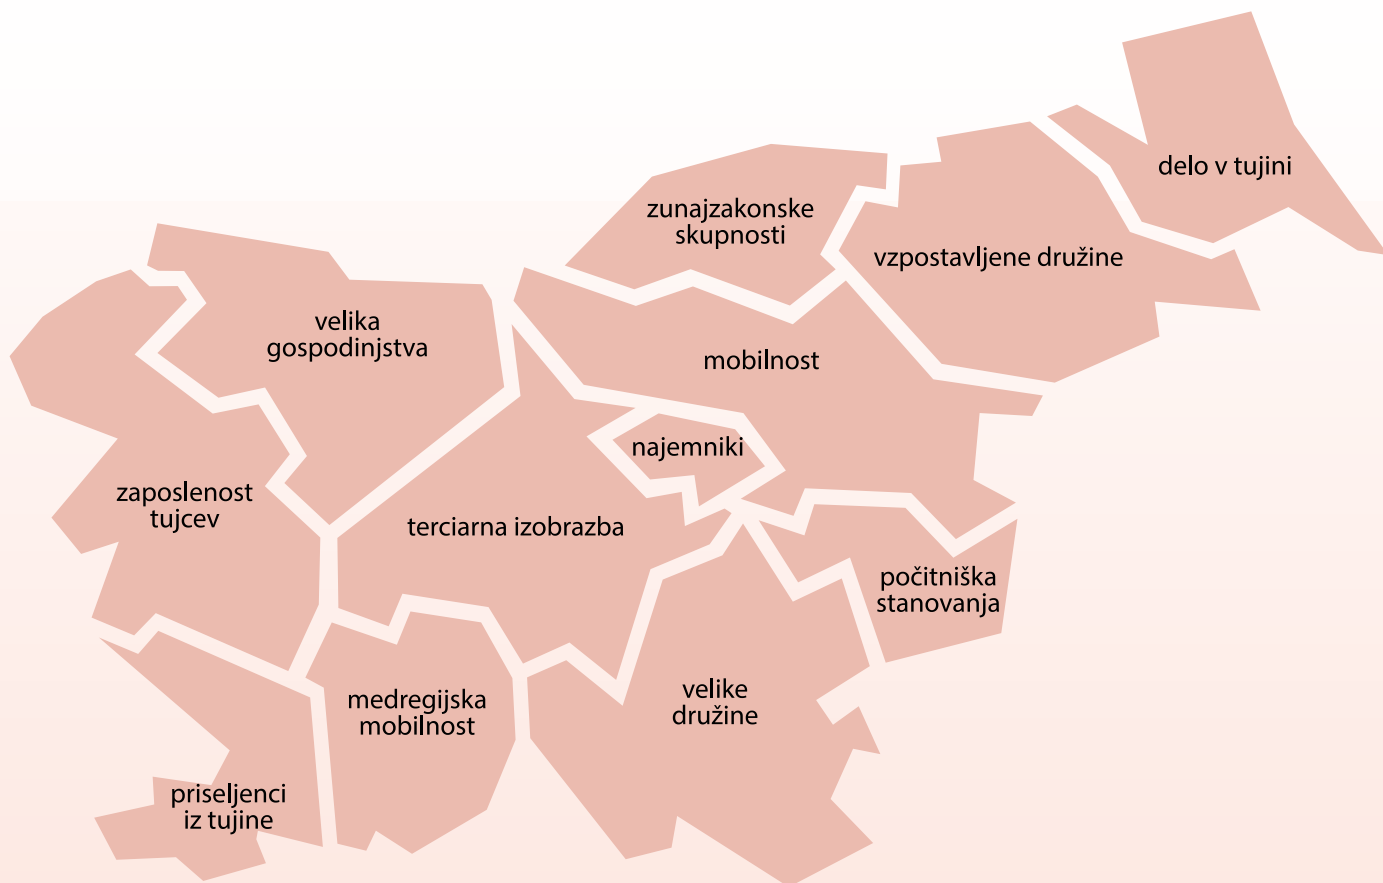 delo v tujini
zunajzakonske
skupnosti
vzpostavljene družine
velika
gospodinjstva
mobilnost
najemniki
zaposlenost
tujcev
terciarna izobrazba
počitniška
stanovanja
medregijska
mobilnost
velike
družine
priseljenci
iz tujine